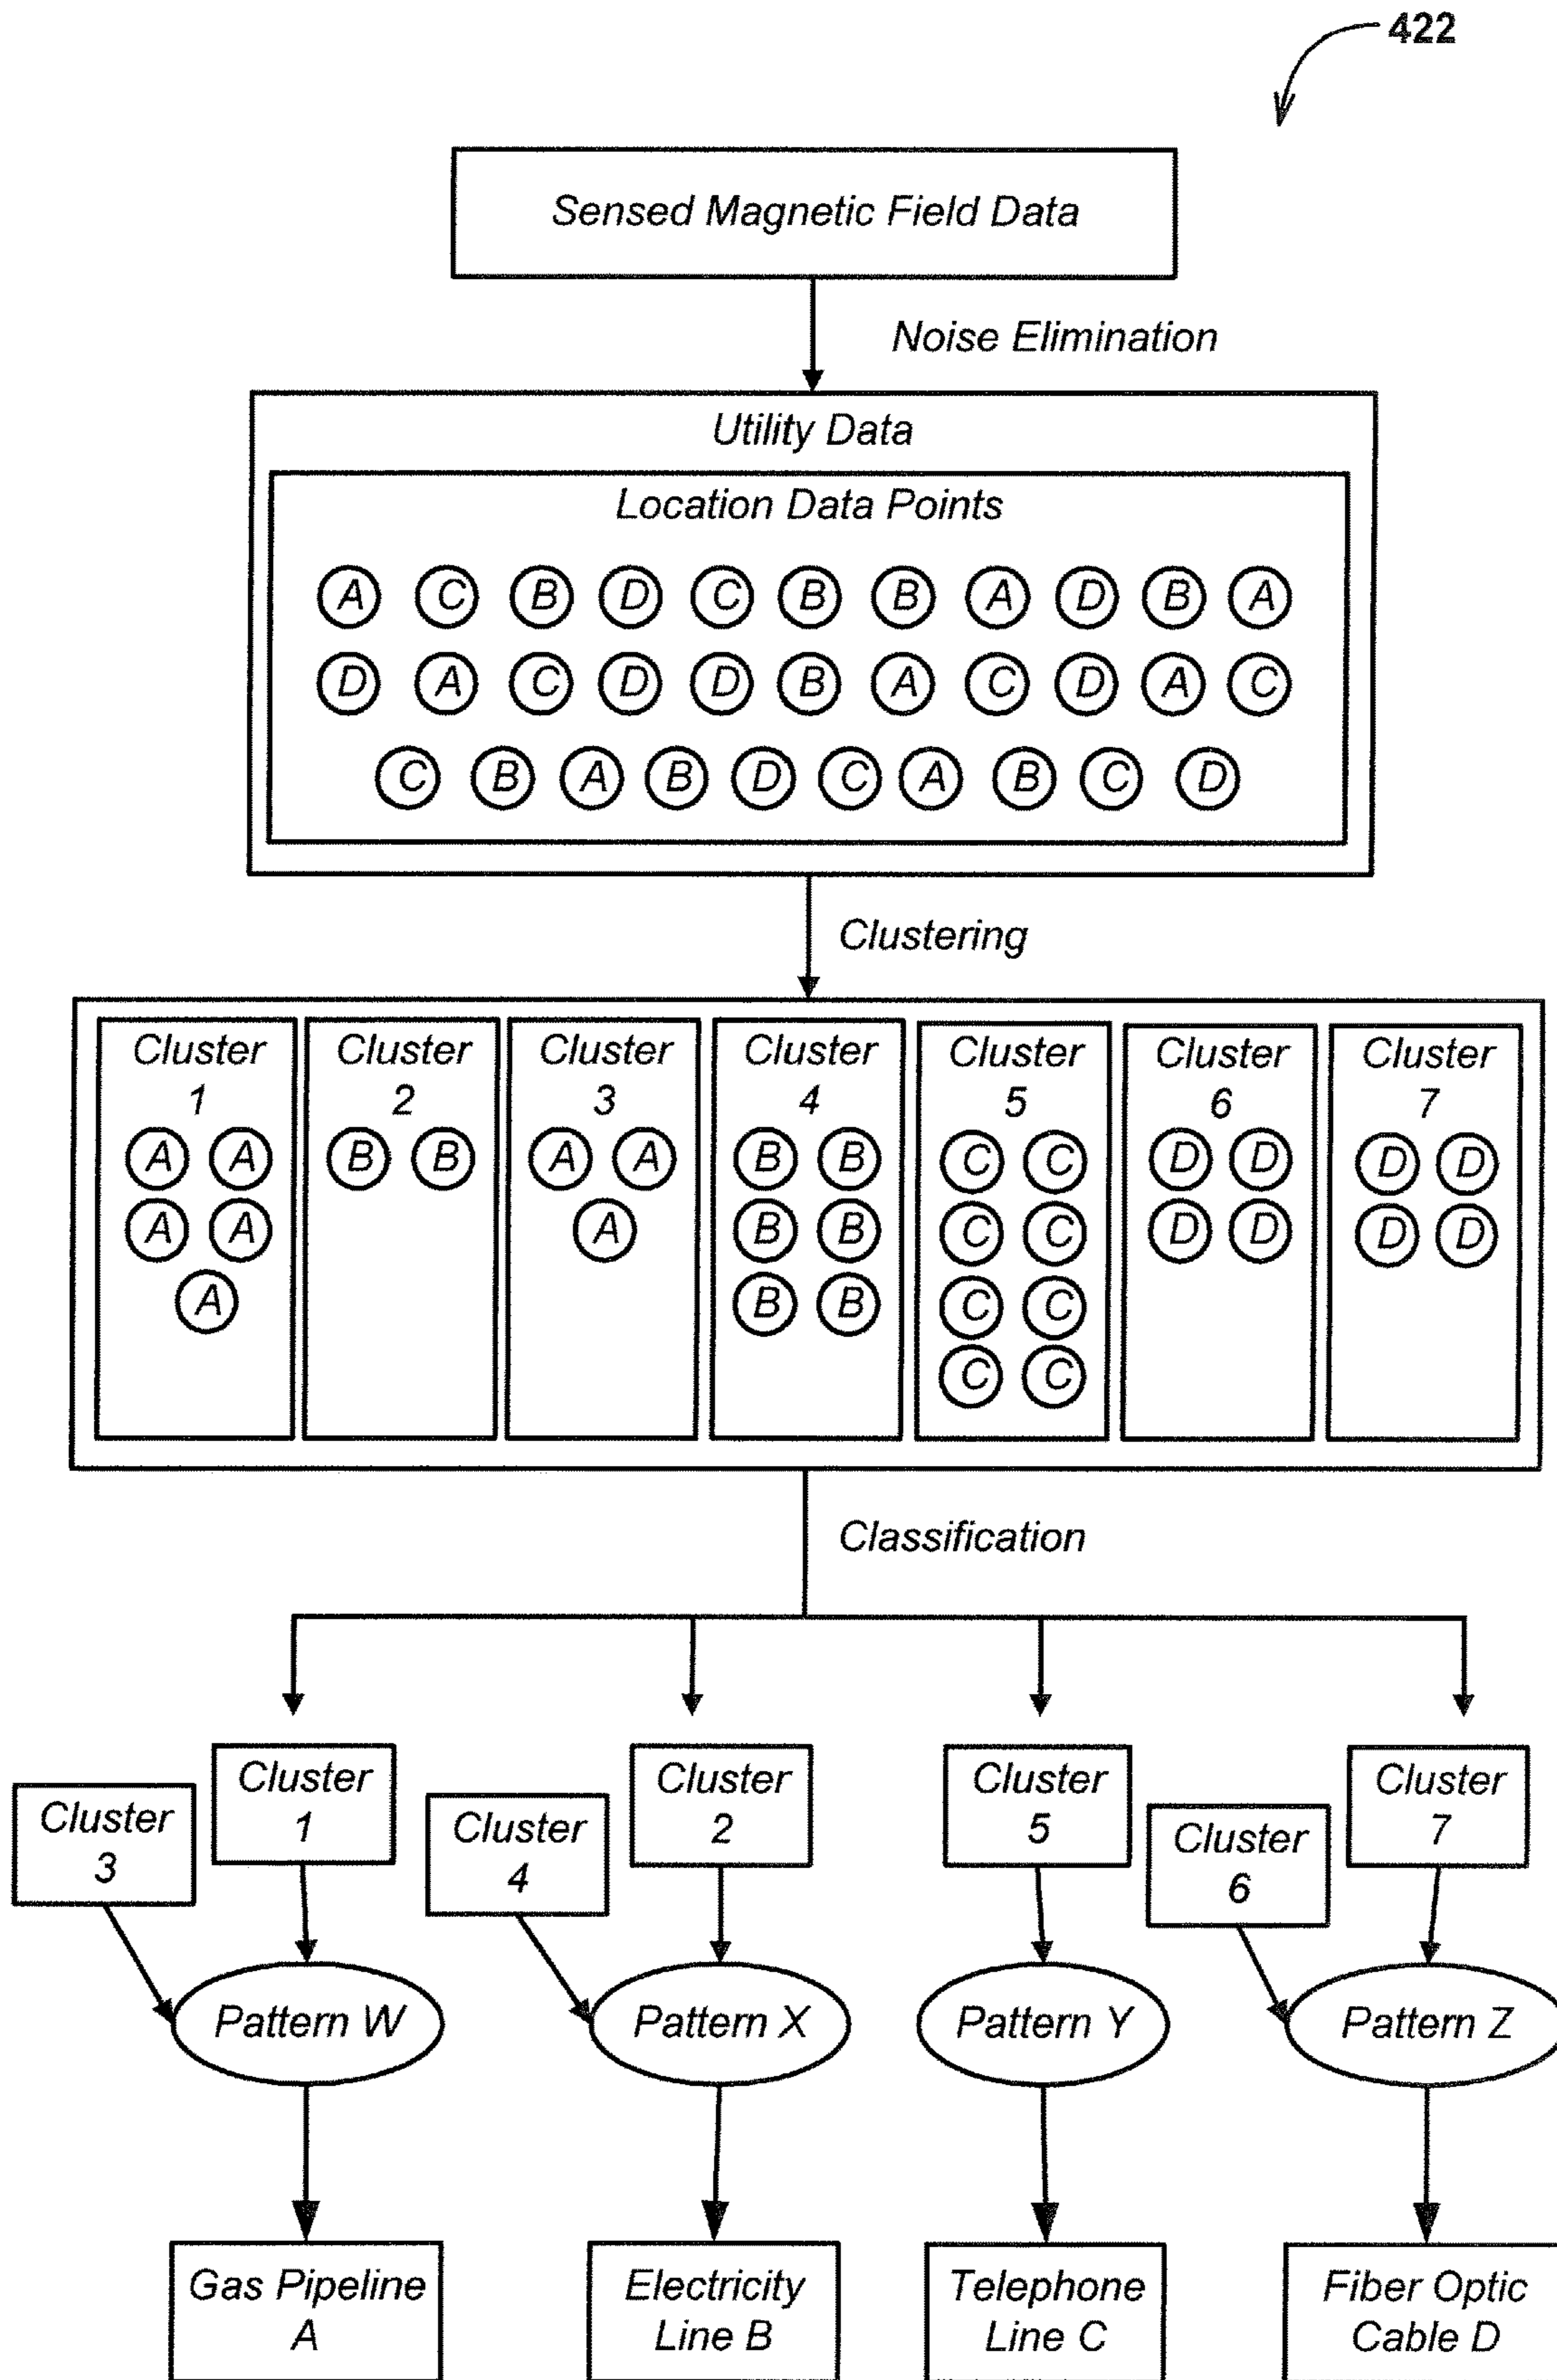 422
Sensed Magnetic Field Data
Noise Elimination
Utility Data
Location Data Points
A C B D C B B A D B A
D A C D D B A C D A C
C B A B D C A B C D
Clustering
Cluster
1
A A
A A
A
Cluster
2
B B
Cluster
3
A A
A
Cluster
4
B B
B B
B B
Cluster
5
C C
C C
C C
C C
Cluster
6
D D
D D
Cluster
7
D D
D D
Classification
Cluster
3
Cluster
1
Cluster
4
Cluster
2
Cluster
5
Cluster
6
Cluster
7
Pattern W
Pattern X
Pattern Y
Pattern Z
Gas Pipeline
A
Electricity
Line B
Telephone
Line C
Fiber Optic
Cable D